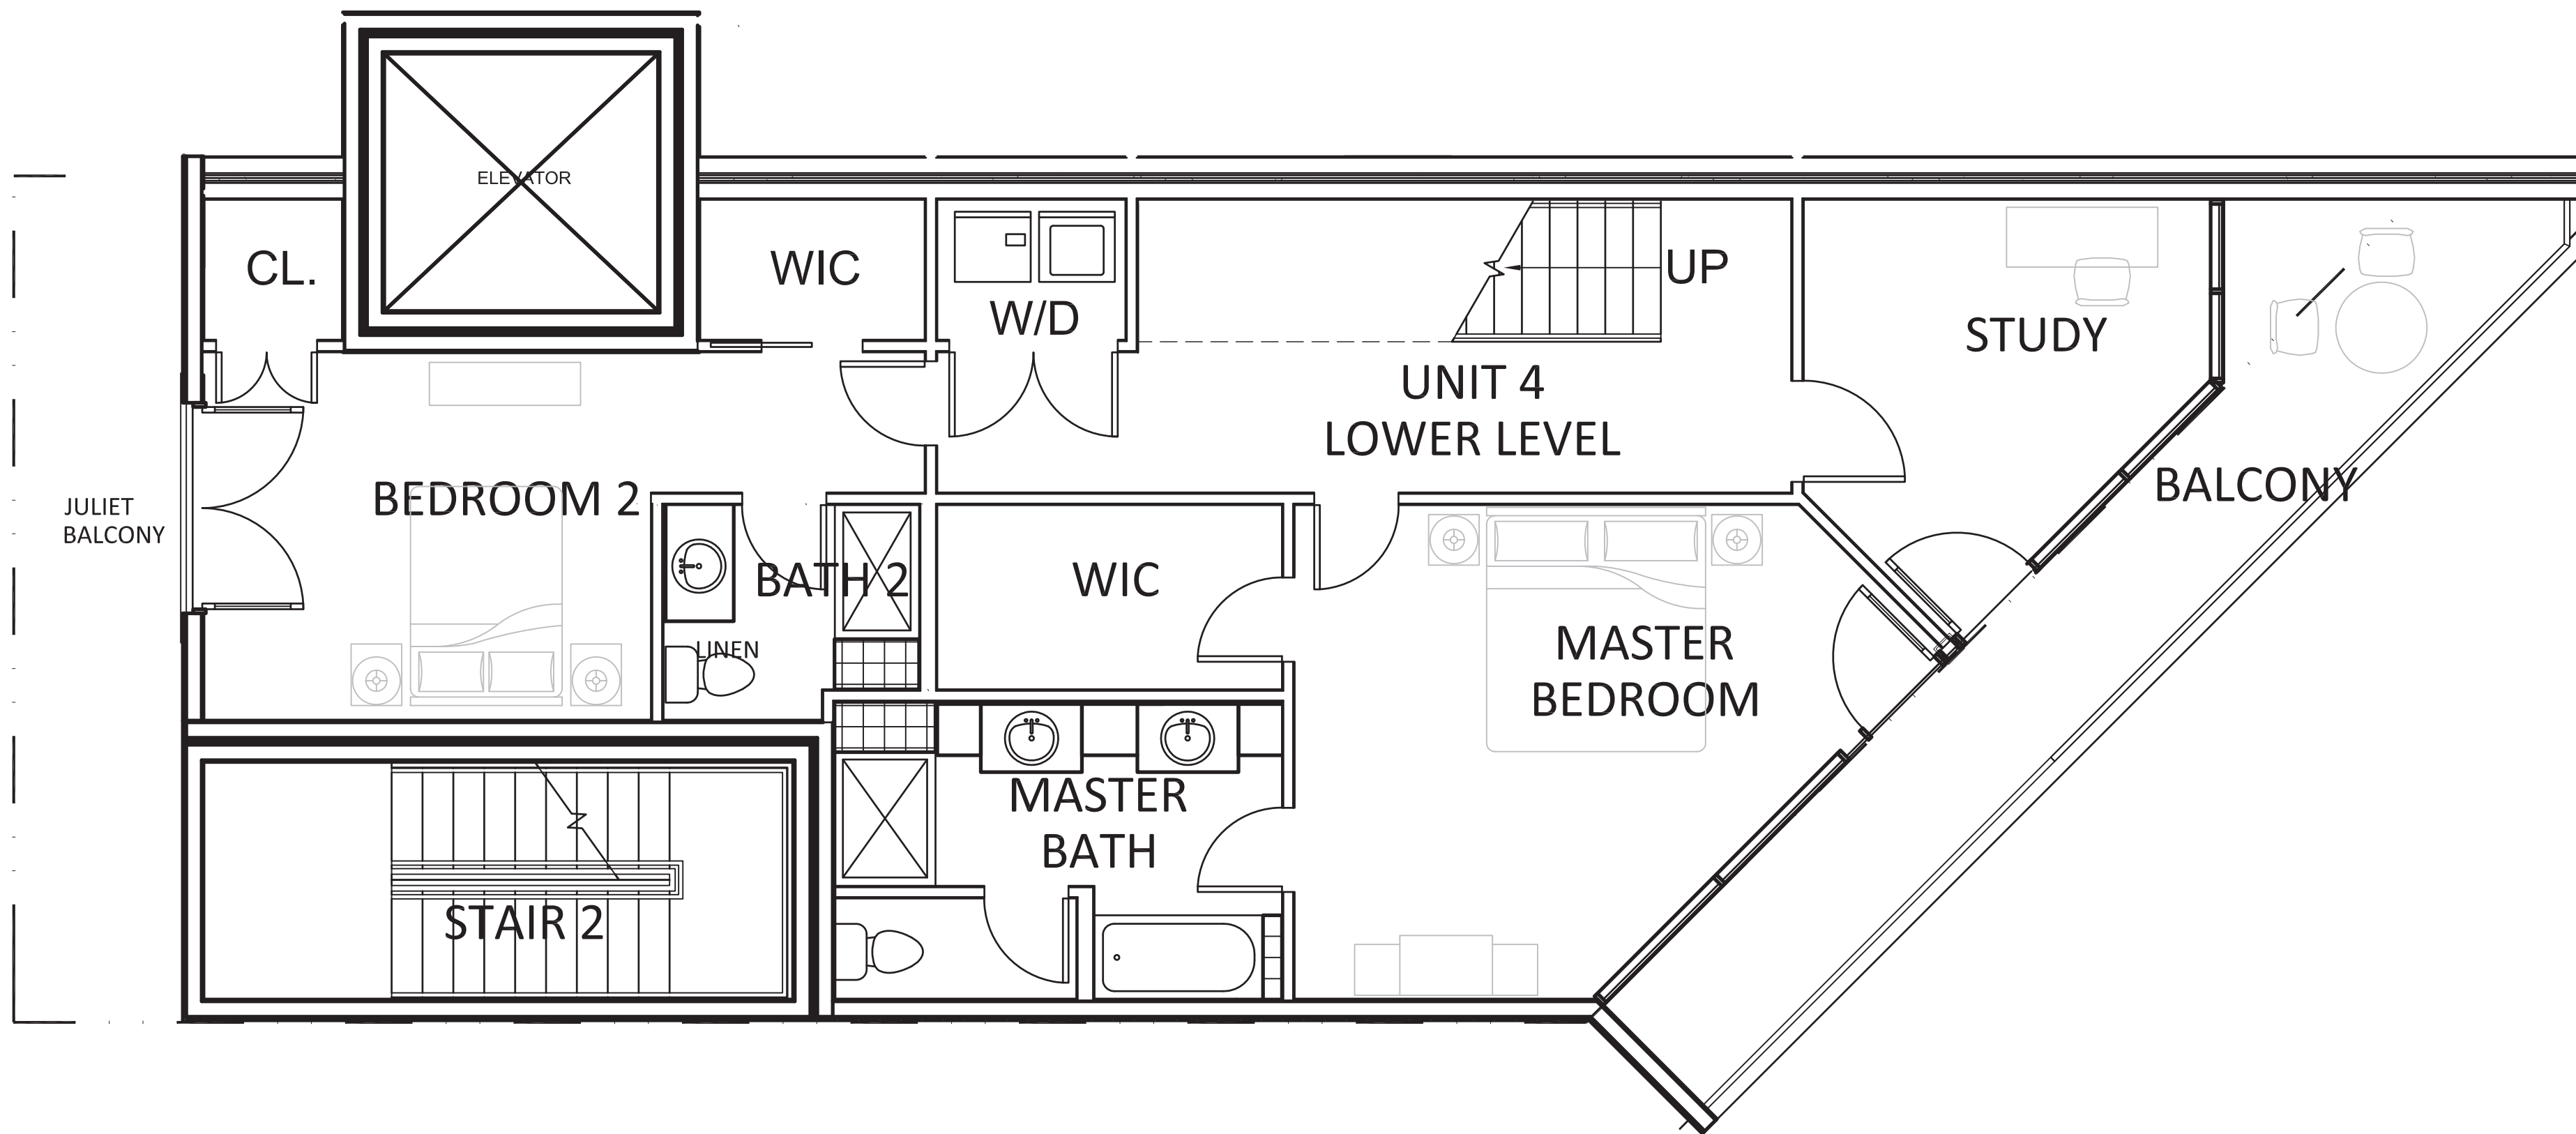 ELEVATOR
CL.
WIC
W/D
UP
STUDY
UNIT 4
LOWER LEVEL
BALCONY
JULIET
BALCONY
BEDROOM 2
BATH 2
WIC
LINEN
MASTER
BEDROOM
MASTER
BATH
STAIR 2